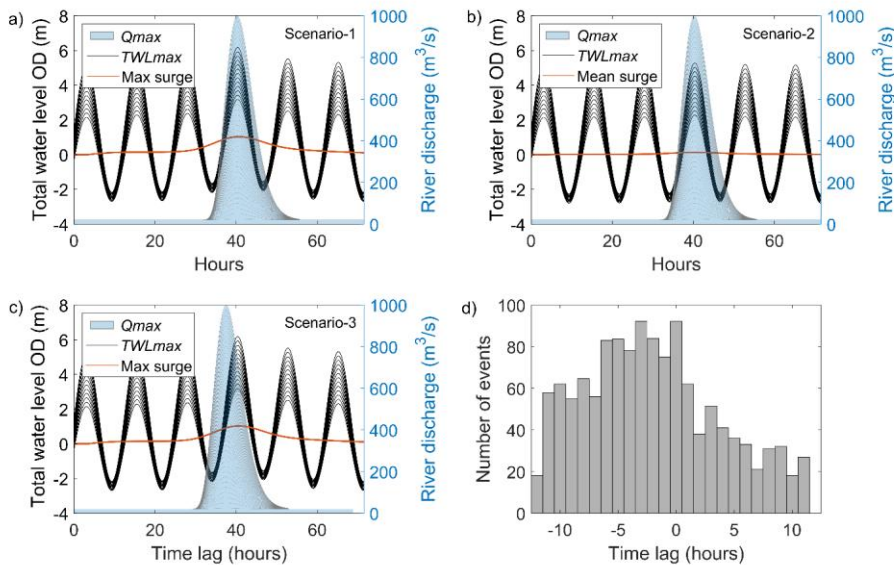 a)
Total water level OD (m)
8
6
4
2
0
-2
-4
Qmax
TWLmax
Max surge
Scenario-1
1000
800
600
400
200
0
River discharge (m³/s)
0 20 40 60
Hours
b)
Total water level OD (m)
8
6
4
2
0
-2
-4
Qmax
TWLmax
Mean surge
Scenario-2
1000
800
600
400
200
0
River discharge (m³/s)
0 20 40 60
Hours
c)
Total water level OD (m)
8
6
4
2
0
-2
-4
Qmax
TWLmax
Max surge
Scenario-3
1000
800
600
400
200
0
River discharge (m³/s)
0 20 40 60
Time lag (hours)
d)
Number of events
100
80
60
40
20
0
-10 -5 0 5 10
Time lag (hours)